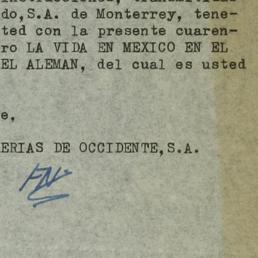 do,S.A. de Monterrey, tene-
ted con la presente cuaren-
ro LA VIDA EN MEXICO EN EL
EL ALEMAN, del cual es usted
e,
ERIAS DE OCCIDENTE,S.A.